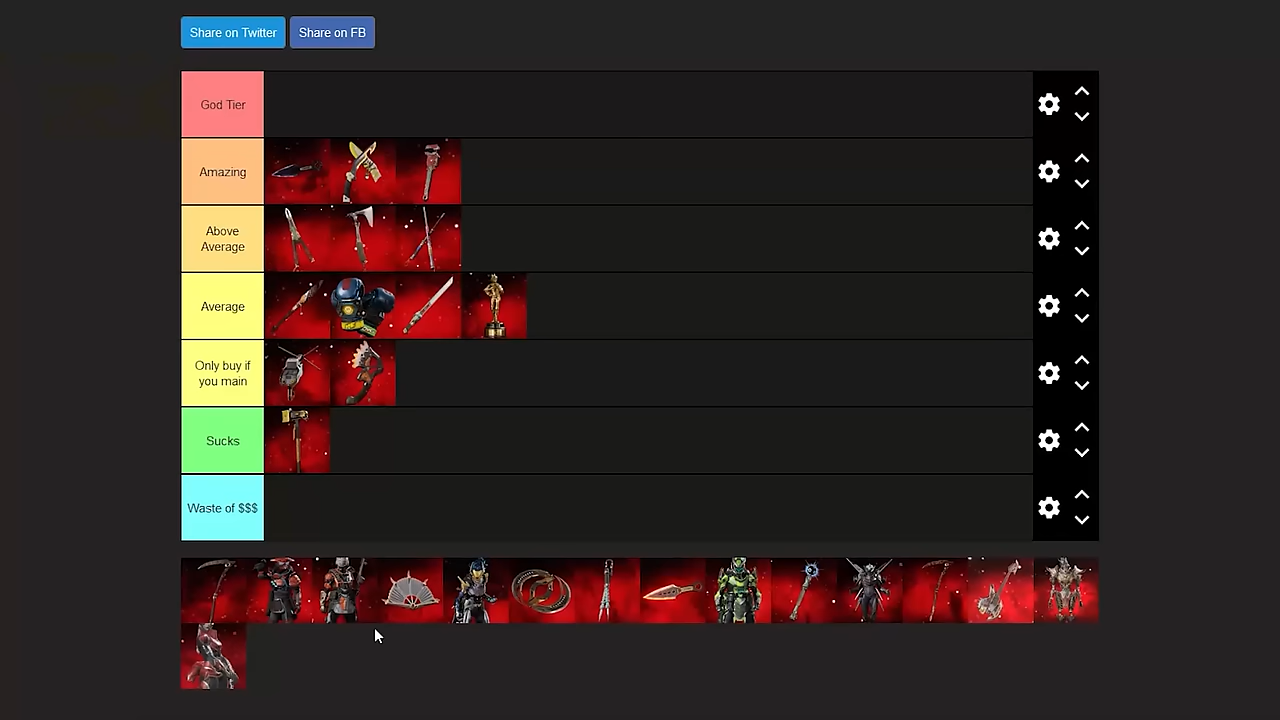 Share on Twitter
Share on FB
God Tier
Amazing
Above
Average
Average
Only buy if
you main
Sucks
Waste of $$$